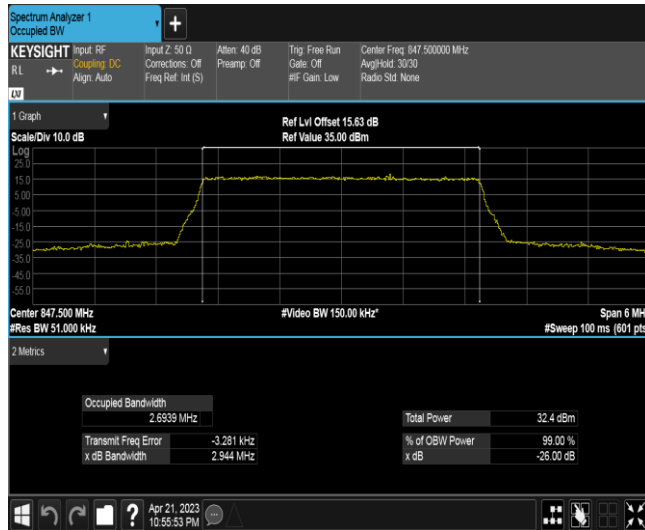 Spectrum Analyzer 1
Occupied BW
+
KEYSIGHT
RL
LXI
Input: RF
Coupling: DC
Align: Auto
Input Z: 50 Ω
Corrections: Off
Freq Ref: Int (S)
Atten: 40 dB
Preamp: Off
Trig: Free Run
Gate: Off
#IF Gain: Low
Center Freq: 847.500000 MHz
Avg|Hold: 30/30
Radio Std: None
1 Graph
Scale/Div 10.0 dB
Ref Lvl Offset 15.63 dB
Ref Value 35.00 dBm
Log
25.0
15.0
5.00
-5.00
-15.0
-25.0
-35.0
-45.0
-55.0
Center 847.500 MHz
#Res BW 51.000 kHz
#Video BW 150.00 kHz*
Span 6 MH
#Sweep 100 ms (601 pts
2 Metrics
Occupied Bandwidth
2.6939 MHz
Transmit Freq Error -3.281 kHz
x dB Bandwidth 2.944 MHz
Total Power 32.4 dBm
% of OBW Power 99.00 %
x dB -26.00 dB
?
Apr 21, 2023
10:55:53 PM